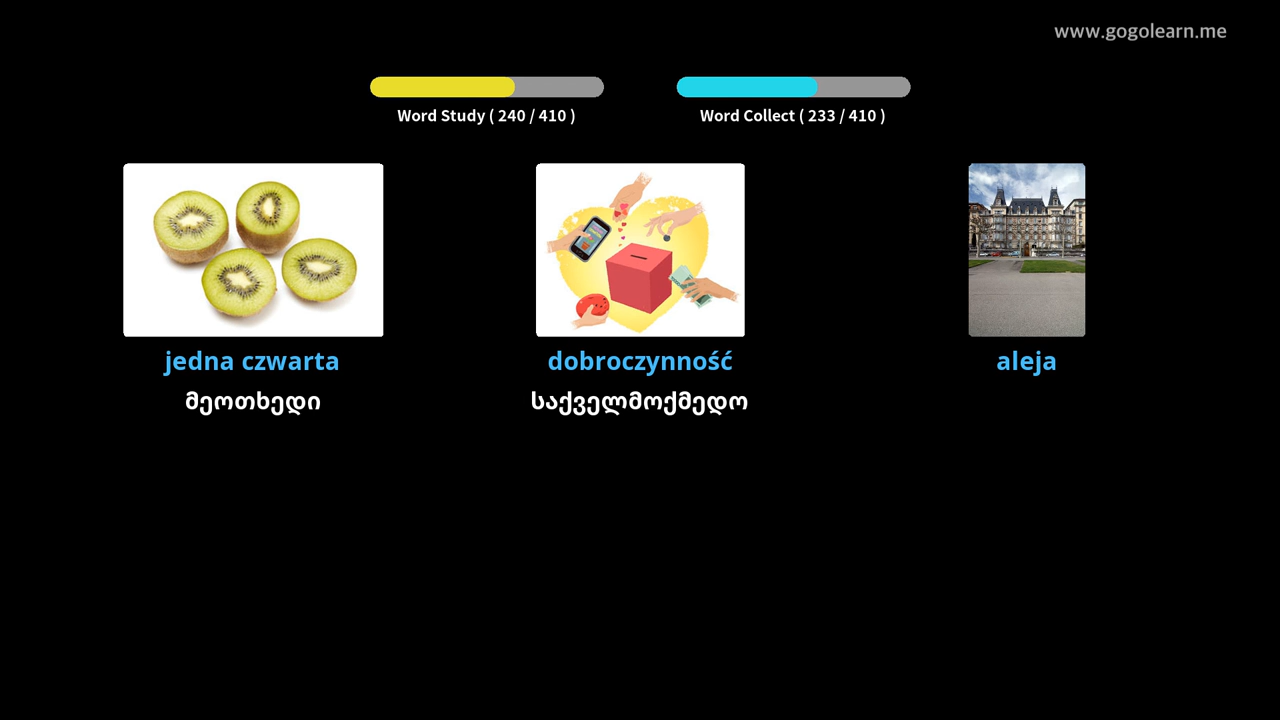 www.gogolearn.me
Word Study ( 240 / 410 )
Word Collect ( 233 / 410 )
jedna czwarta
dobroczynność
aleja
მეოთხედი
საქველმოქმედო